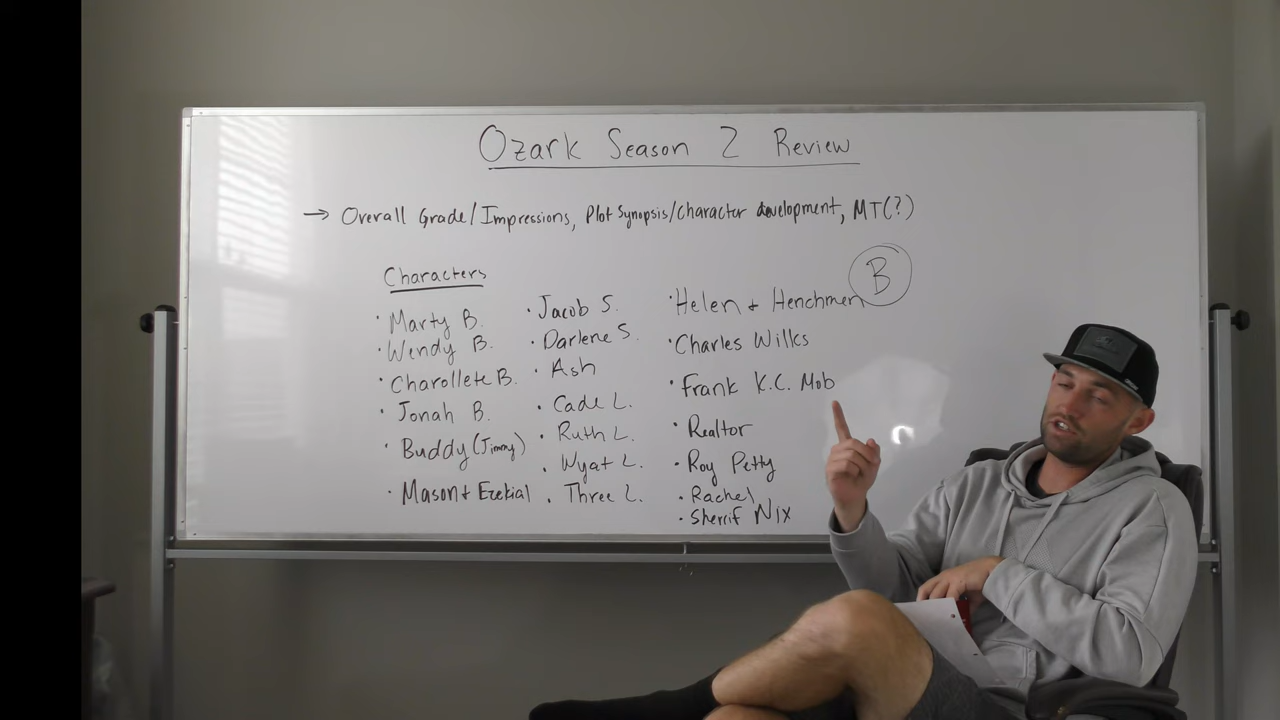 Ozark Season 2 Review
→ Overall Grade/Impressions, Plot Synopsis/Character development, MT(?)
B
Characters
· Marty B.
· Wendy B.
· Charollete B.
· Jonah B.
· Buddy (Jimmy)
· Mason + Ezekial
· Jacob S.
· Darlene S.
· Ash
· Cade L.
· Ruth L.
· Wyat L.
· Three L.
· Helen + Henchmen
· Charles Wilks
· Frank K.C. Mob
· Realtor
· Roy Petty
· Rachel
· Sherrif Nix